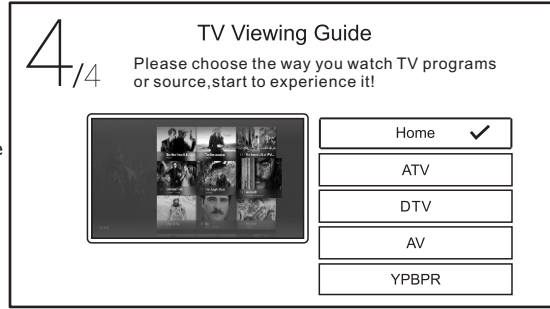 4/4
TV Viewing Guide
Please choose the way you watch TV programs
or source,start to experience it!
Home ✓
ATV
DTV
AV
YPBPR